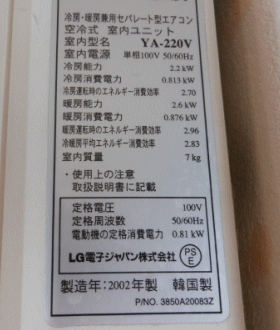 冷房・暖房兼用セパレート型エアコン
空冷式 室内ユニット
室内型名 YA-220V
室内電源 単相100V 50/60Hz
冷房能力 2.2 kW
冷房消費電力 0.813 kW
冷房運転時のエネルギー消費効率 2.70
暖房能力 2.6 kW
暖房消費電力 0.876 kW
暖房運転時のエネルギー消費効率 2.96
冷暖房平均エネルギー消費効率 2.83
室内質量 7 kg
・使用上の注意
取扱説明書に記載
定格電圧 100V
定格周波数 50/60Hz
電動機の定格消費電力 0.81 kW
LG電子ジャパン株式会社 PS E
製造年:2002年製 韓国製
P/NO. 3850A20083Z